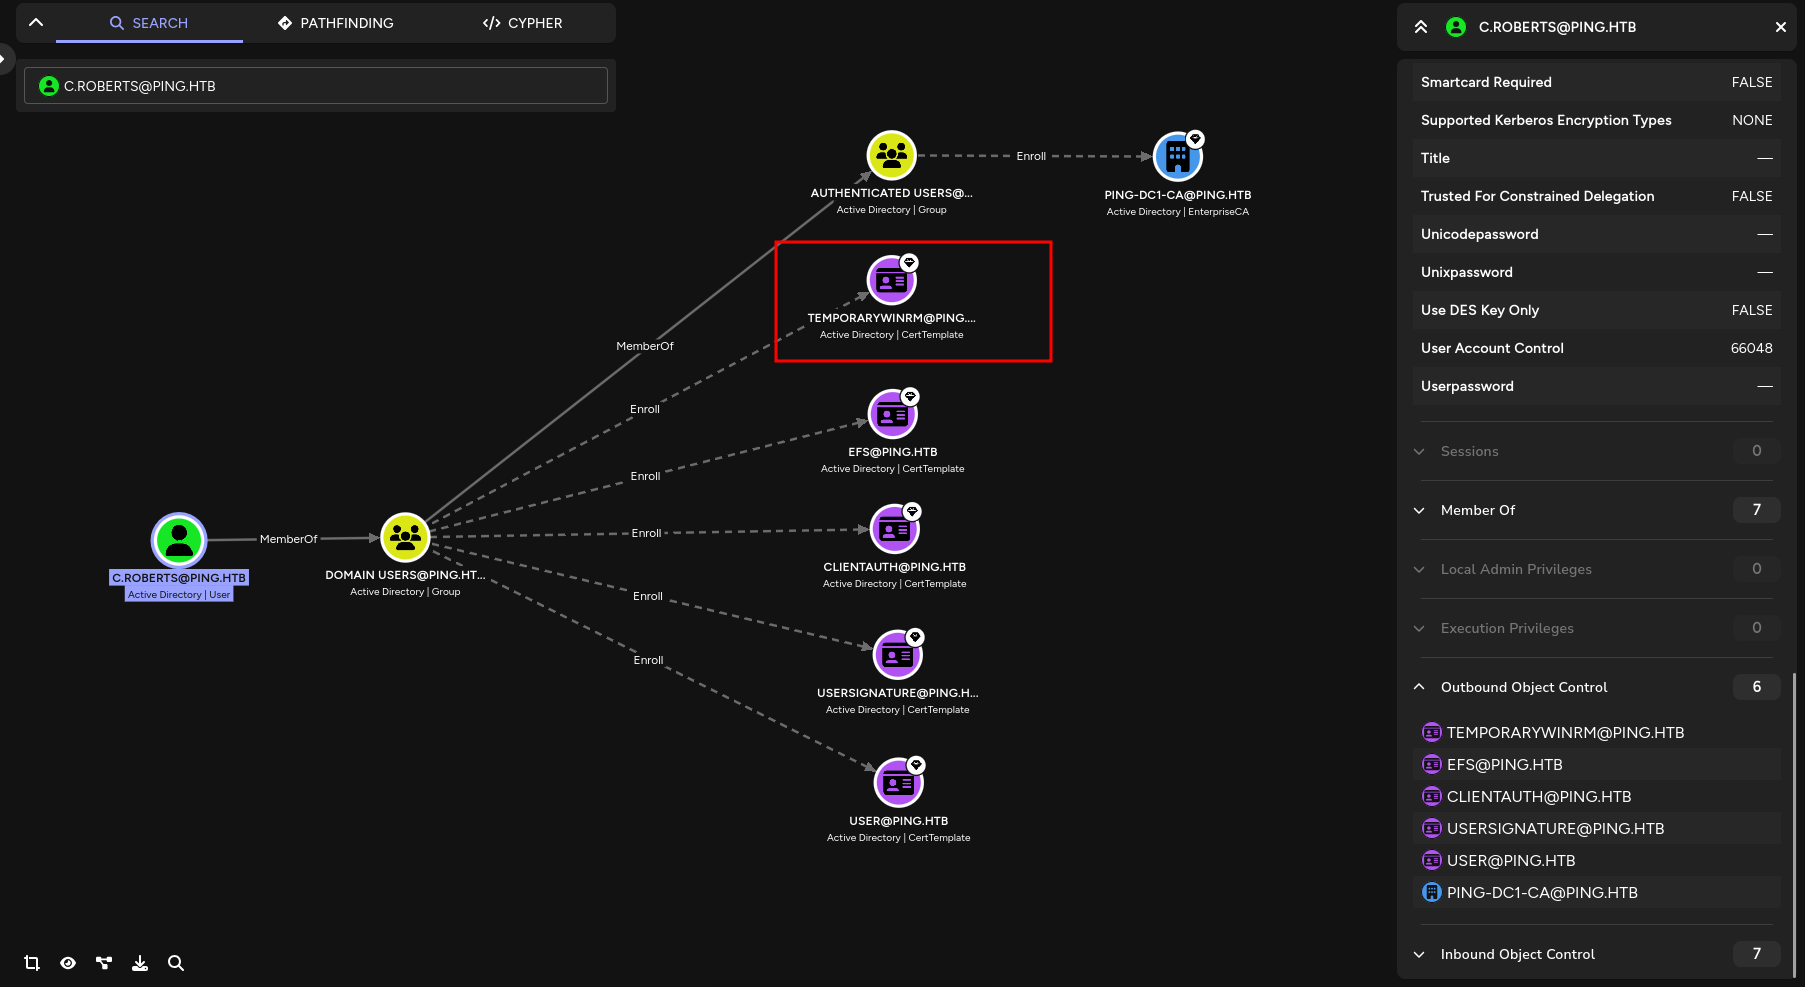 SEARCH
PATHFINDING
</> CYPHER
C.ROBERTS@PING.HTB
AUTHENTICATED USERS@...
Active Directory | Group
Enroll
PING-DC1-CA@PING.HTB
Active Directory | EnterpriseCA
TEMPORARYWINRM@PING....
Active Directory | CertTemplate
MemberOf
Enroll
EFS@PING.HTB
Active Directory | CertTemplate
Enroll
C.ROBERTS@PING.HTB
Active Directory | User
MemberOf
DOMAIN USERS@PING.HT...
Active Directory | Group
Enroll
CLIENTAUTH@PING.HTB
Active Directory | CertTemplate
Enroll
USERSIGNATURE@PING.H...
Active Directory | CertTemplate
Enroll
USER@PING.HTB
Active Directory | CertTemplate
C.ROBERTS@PING.HTB
Smartcard Required FALSE
Supported Kerberos Encryption Types NONE
Title —
Trusted For Constrained Delegation FALSE
Unicodepassword —
Unixpassword —
Use DES Key Only FALSE
User Account Control 66048
Userpassword —
Sessions 0
Member Of 7
Local Admin Privileges 0
Execution Privileges 0
Outbound Object Control 6
TEMPORARYWINRM@PING.HTB
EFS@PING.HTB
CLIENTAUTH@PING.HTB
USERSIGNATURE@PING.HTB
USER@PING.HTB
PING-DC1-CA@PING.HTB
Inbound Object Control 7